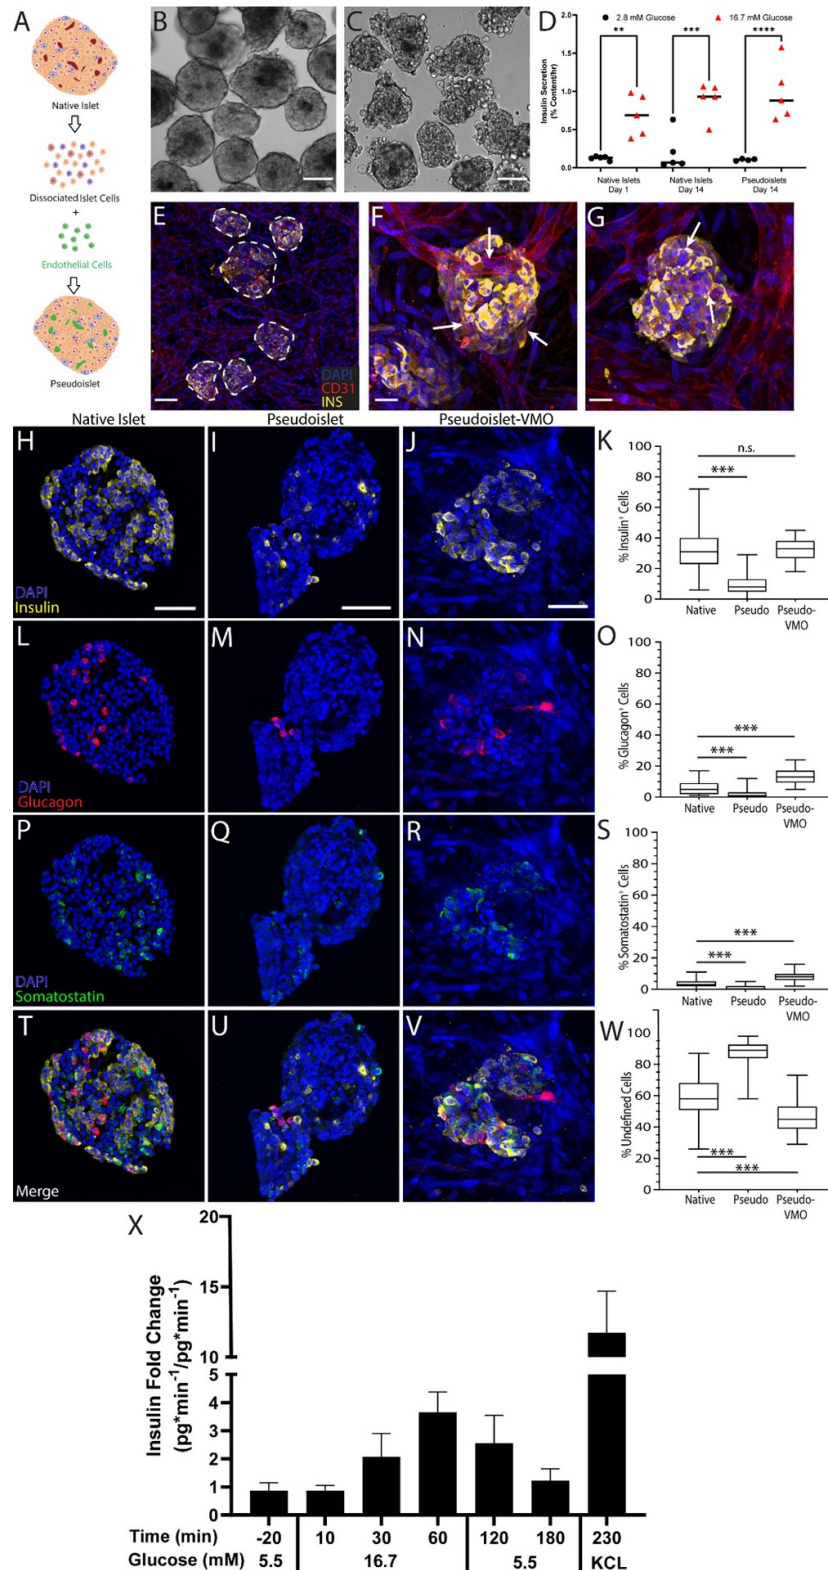 A
Native Islet
Dissociated Islet Cells
+
Endothelial Cells
Pseudoislet
B
C
D
2.8 mM Glucose
16.7 mM Glucose
Insulin Secretion
(% Content/hr)
2.0
1.5
1.0
0.5
0.0
**
***
****
Native Islets
Day 1
Native Islets
Day 14
Pseudoislets
Day 14
E
DAPI
CD31
INS
F
G
Native Islet
Pseudoislet
Pseudoislet-VMO
H
DAPI
Insulin
I
J
K
% Insulin+ Cells
100
80
60
40
20
0
n.s.
***
Native
Pseudo
Pseudo-
VMO
L
DAPI
Glucagon
M
N
O
% Glucagon+ Cells
100
80
60
40
20
0
***
***
Native
Pseudo
Pseudo-
VMO
P
DAPI
Somatostatin
Q
R
S
% Somatostatin+ Cells
100
80
60
40
20
0
***
***
Native
Pseudo
Pseudo-
VMO
T
Merge
U
V
W
% Undefined Cells
100
80
60
40
20
0
***
***
Native
Pseudo
Pseudo-
VMO
X
Insulin Fold Change
(pg*min-1/pg*min-1)
20
15
10
5
4
3
2
1
0
Time (min) -20 10 30 60 120 180 230
Glucose (mM) 5.5 16.7 5.5 KCL